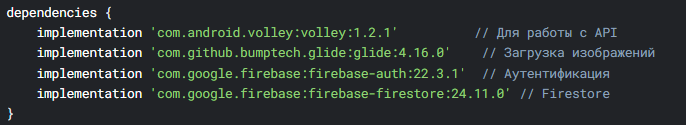 dependencies {
    implementation 'com.android.volley:volley:1.2.1'          // Для работы с API
    implementation 'com.github.bumptech.glide:glide:4.16.0'    // Загрузка изображений
    implementation 'com.google.firebase:firebase-auth:22.3.1'  // Аутентификация
    implementation 'com.google.firebase:firebase-firestore:24.11.0' // Firestore
}